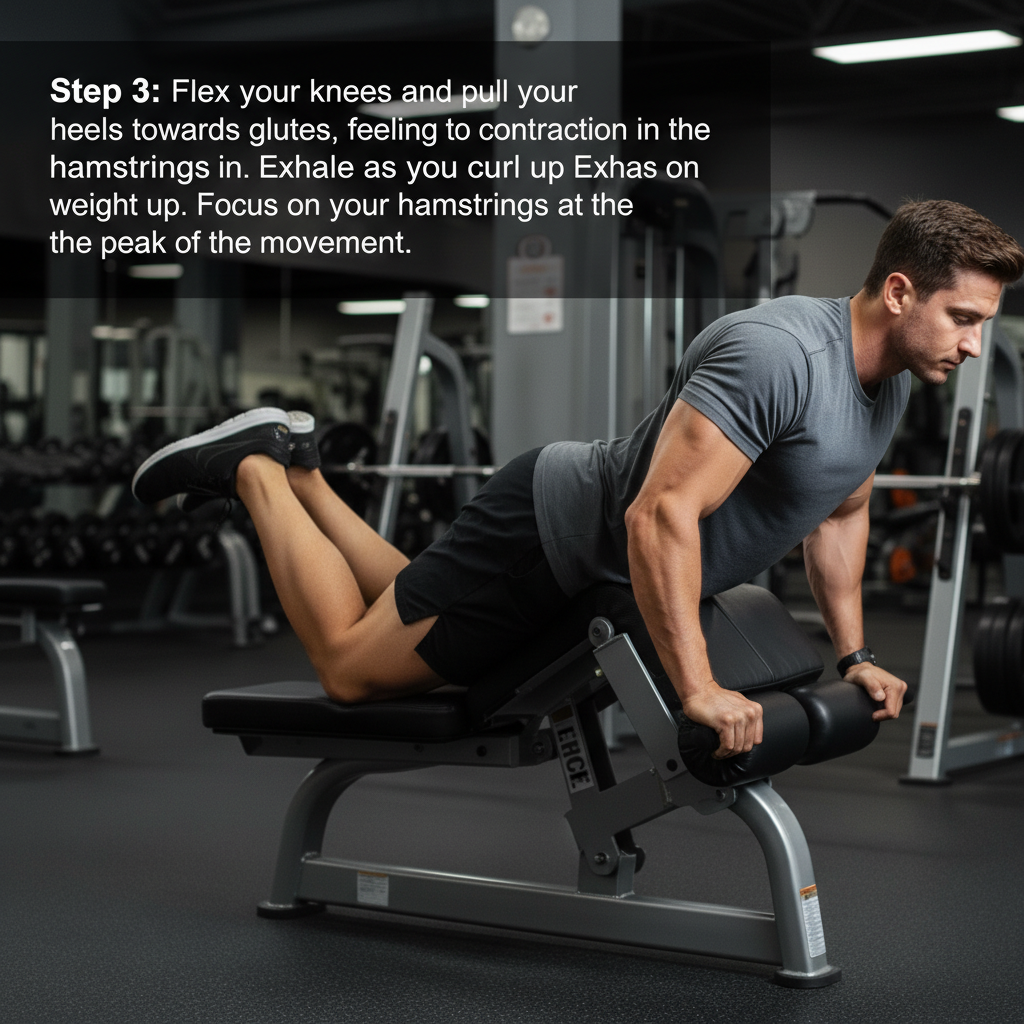 Step 3: Flex your knees and pull your
heels towards glutes, feeling to contraction in the
hamstrings in. Exhale as you curl up Exhas on
weight up. Focus on your hamstrings at the
the peak of the movement.